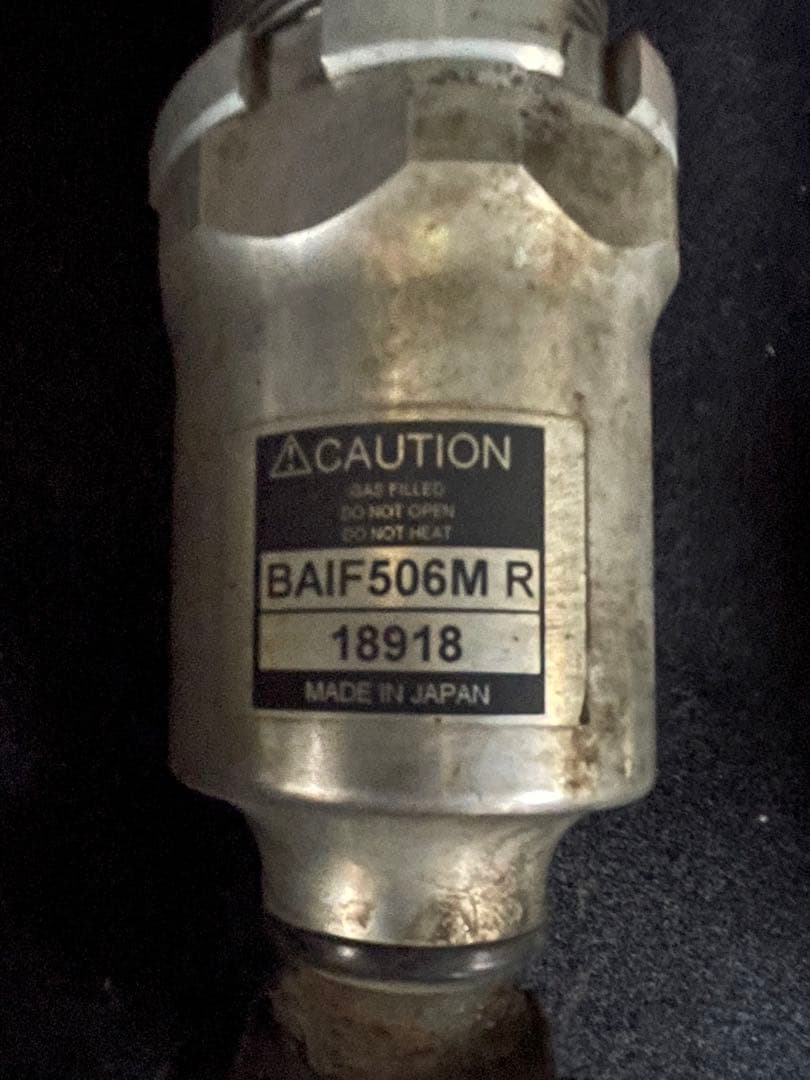 CAUTION
GAS FILLED
DO NOT OPEN
DO NOT HEAT
BAIF506M R
18918
MADE IN JAPAN